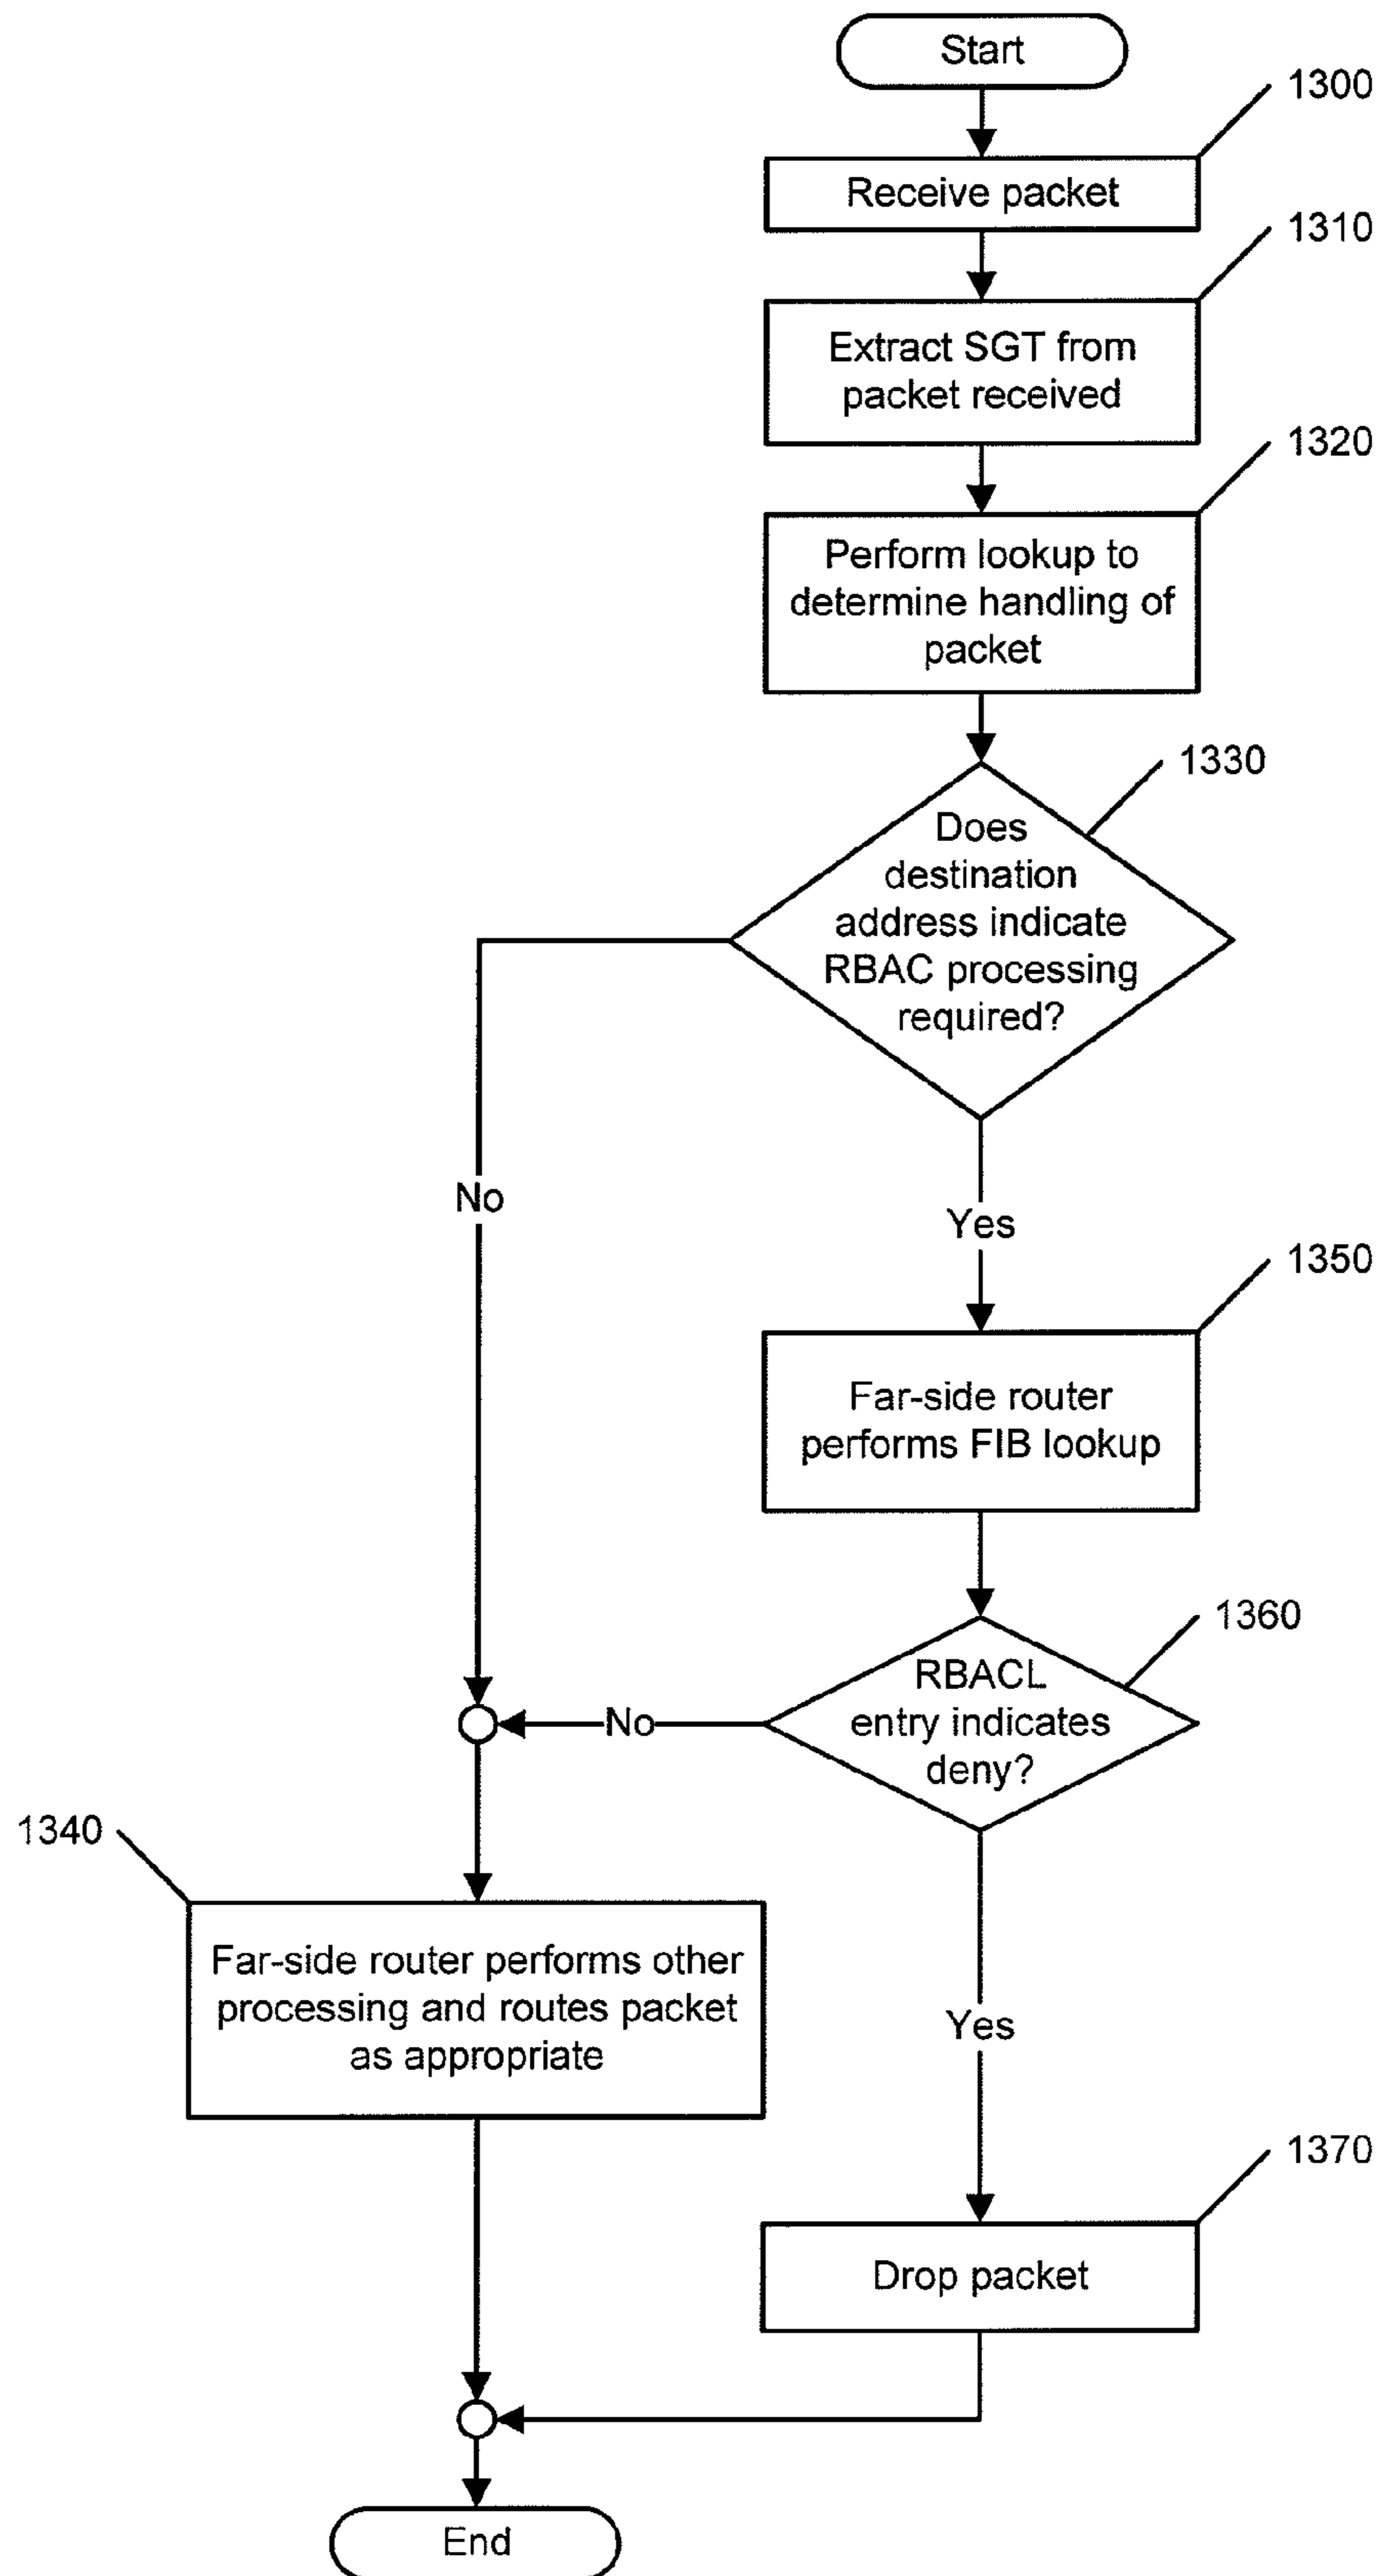 Start
1300
Receive packet
1310
Extract SGT from
packet received
1320
Perform lookup to
determine handling of
packet
1330
Does
destination
address indicate
RBAC processing
required?
No
Yes
1350
Far-side router
performs FIB lookup
1360
RBACL
entry indicates
deny?
No
1340
Far-side router performs other
processing and routes packet
as appropriate
Yes
1370
Drop packet
End